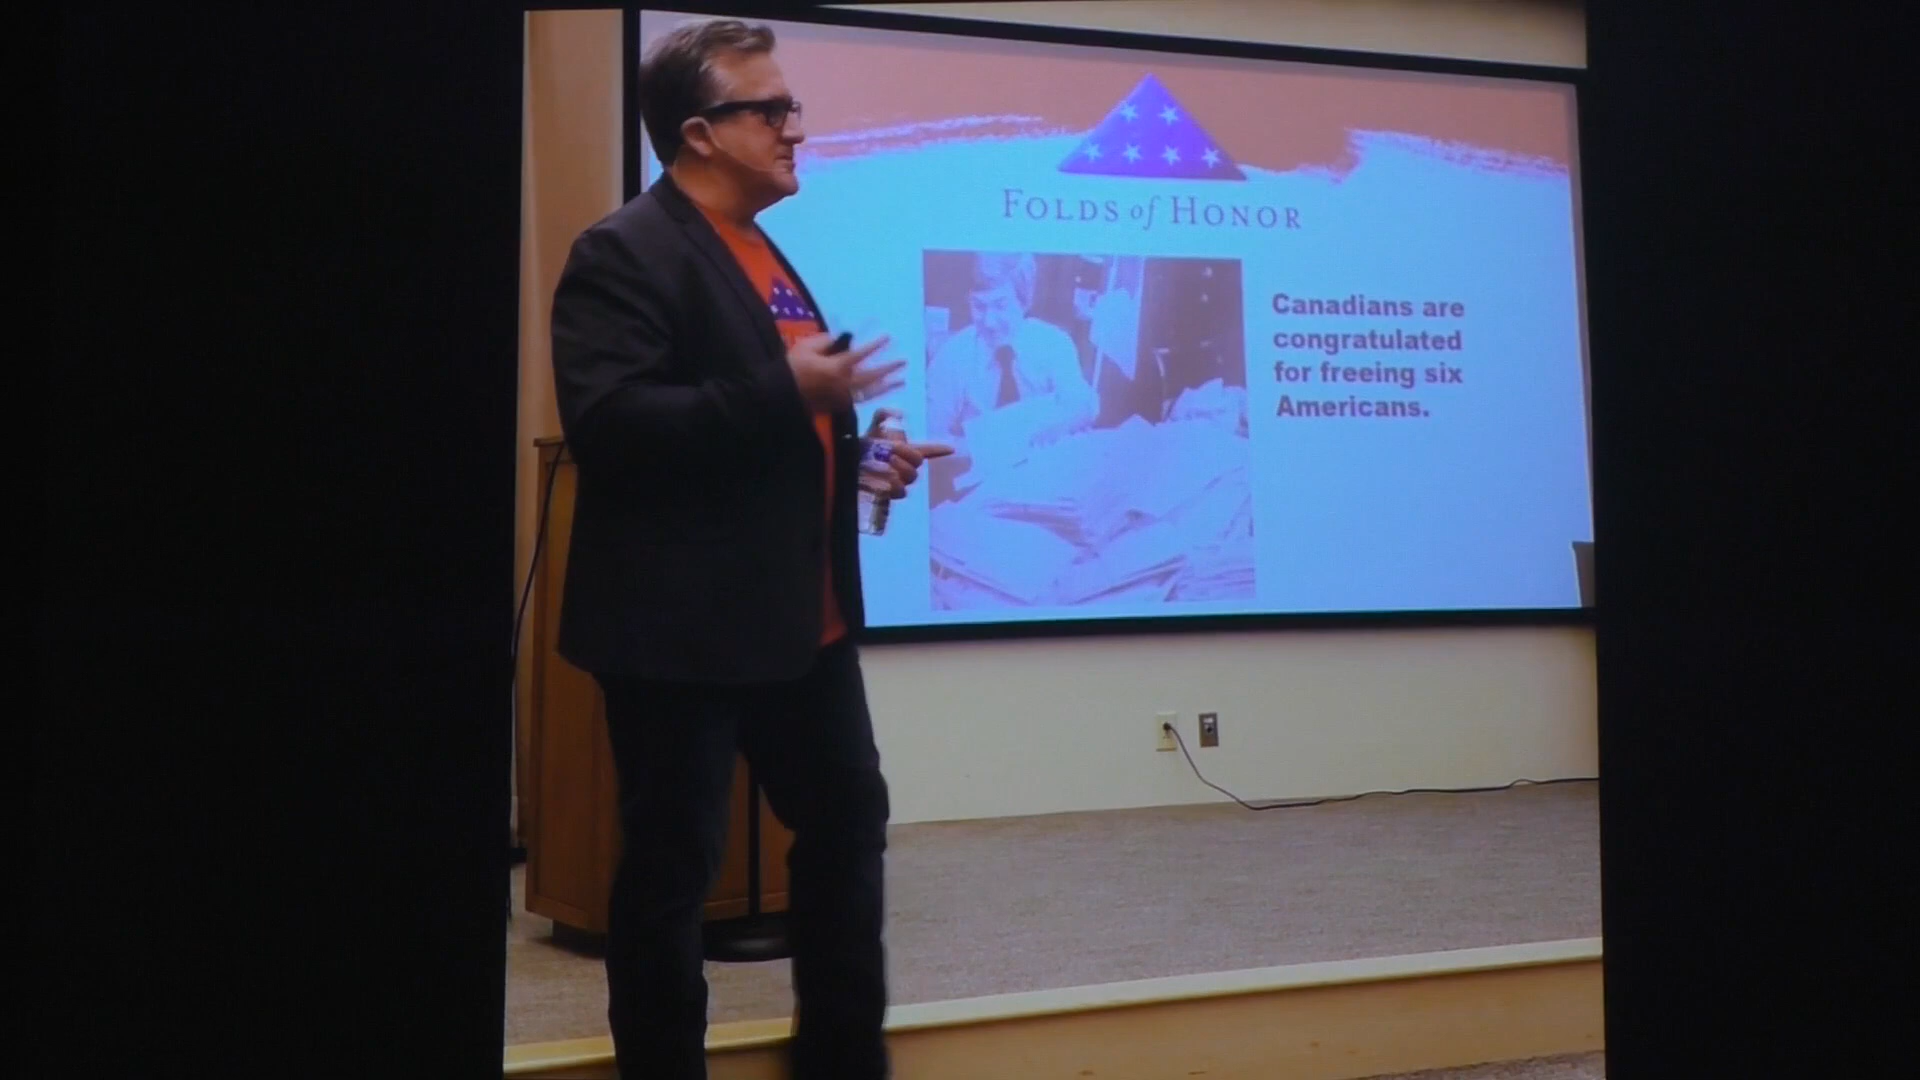 FOLDS of HONOR
Canadians are
congratulated
for freeing six
Americans.